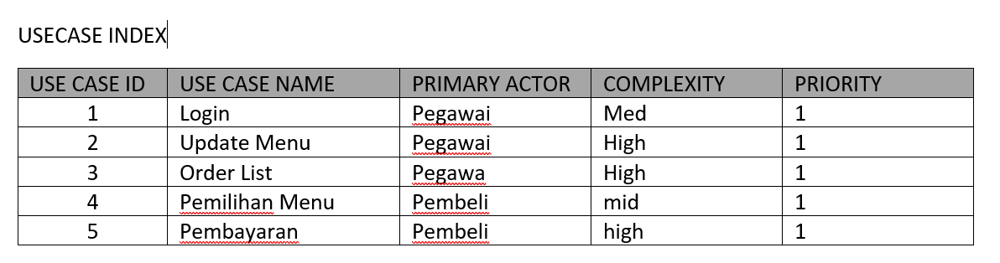 USECASE INDEX
USE CASE ID USE CASE NAME PRIMARY ACTOR COMPLEXITY PRIORITY
1 Login Pegawai Med 1
2 Update Menu Pegawai High 1
3 Order List Pegawa High 1
4 Pemilihan Menu Pembeli mid 1
5 Pembayaran Pembeli high 1